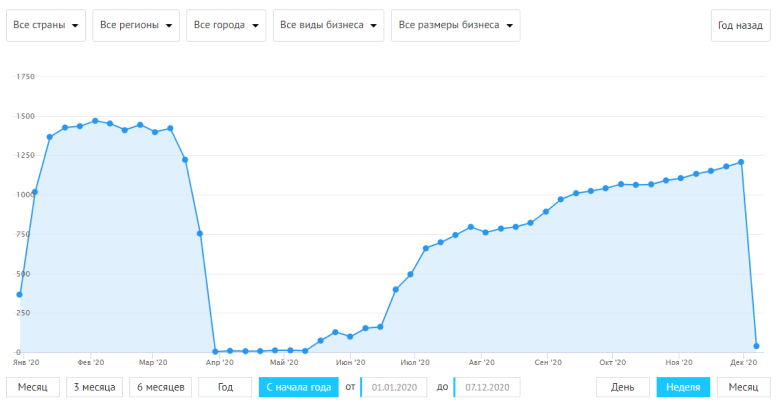 Все страны
Все регионы
Все города
Все виды бизнеса
Все размеры бизнеса
Год назад
1750
1500
1250
1000
750
500
250
0
Янв '20
Фев '20
Мар '20
Апр '20
Май '20
Июн '20
Июл '20
Авг '20
Сен '20
Окт '20
Ноя '20
Дек '20
Месяц
3 месяца
6 месяцев
Год
С начала года
от
01.01.2020
до
07.12.2020
День
Неделя
Месяц